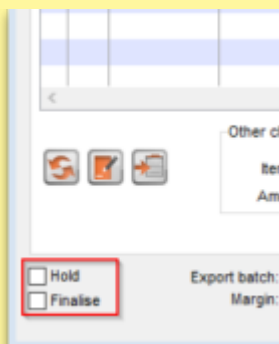 Other c
Ite
Am
Hold
Export batch:
Finalise
Margin: